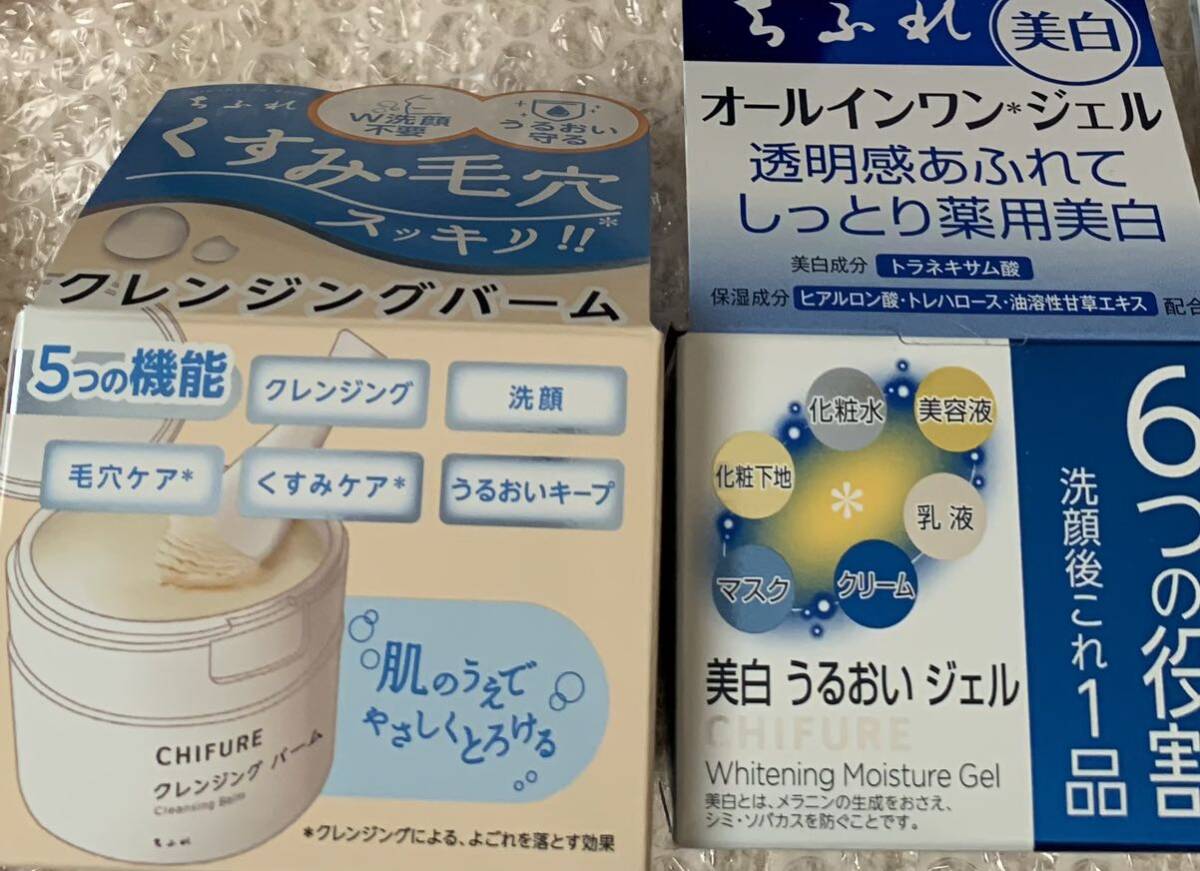 ちふれ
W洗顔
不要
うるおい
守る
くすみ・毛穴
スッキリ!!*
クレンジングバーム
5つの機能
クレンジング
洗顔
毛穴ケア*
くすみケア*
うるおいキープ
肌のうえで
やさしくとろける
CHIFURE
クレンジング バーム
Cleansing Balm
ちふれ
*クレンジングによる、よごれを落とす効果
ちふれ
美白
オールインワン*ジェル
透明感あふれて
しっとり薬用美白
美白成分 トラネキサム酸
保湿成分 ヒアルロン酸・トレハロース・油溶性甘草エキス 配合
化粧水
美容液
化粧下地
*
乳液
マスク
クリーム
美白 うるおい ジェル
CHIFURE
Whitening Moisture Gel
美白とは、メラニンの生成をおさえ、
シミ・ソバカスを防ぐことです。
6つの役割
洗顔後これ1品